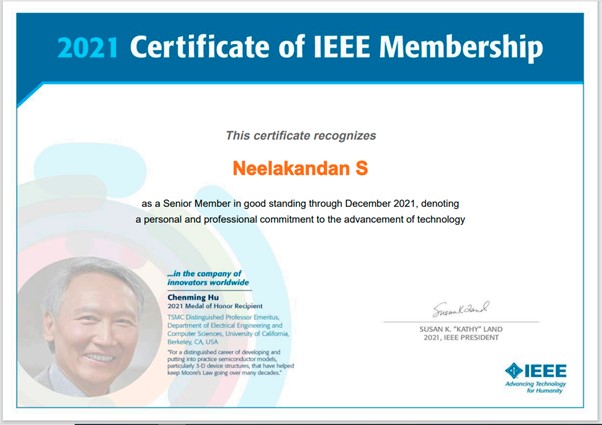 2021 Certificate of IEEE Membership
This certificate recognizes
Neelakandan S
as a Senior Member in good standing through December 2021, denoting
a personal and professional commitment to the advancement of technology
...in the company of
innovators worldwide
Chenming Hu
2021 Medal of Honor Recipient
TSMC Distinguished Professor Emeritus,
Department of Electrical Engineering and
Computer Sciences, University of California,
Berkeley, CA, USA
"For a distinguished career of developing and
putting into practice semiconductor models,
particularly 3-D device structures, that have helped
keep Moore's Law going over many decades."
Susan K. Land
SUSAN K. "KATHY" LAND
2021, IEEE PRESIDENT
IEEE
Advancing Technology
for Humanity